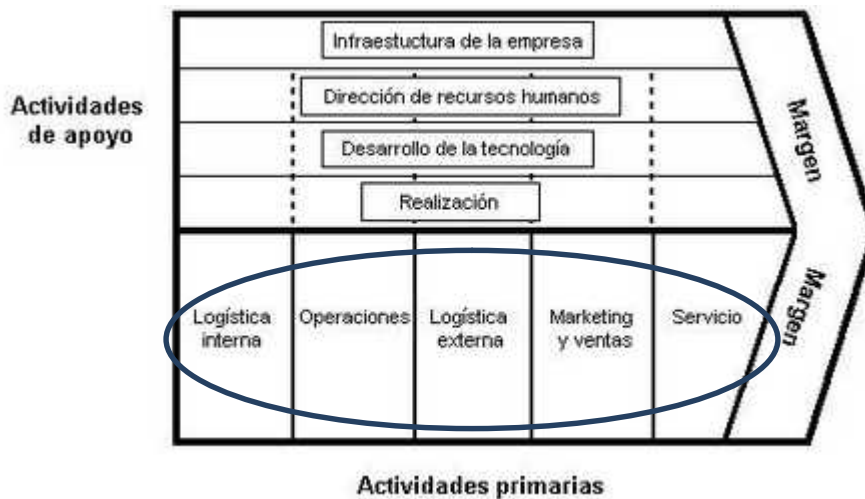 Infraestuctura de la empresa
Actividades
de apoyo
Dirección de recursos humanos
Desarrollo de la tecnología
Realización
Margen
Margen
Logística
interna
Operaciones
Logística
externa
Marketing
y ventas
Servicio
Actividades primarias